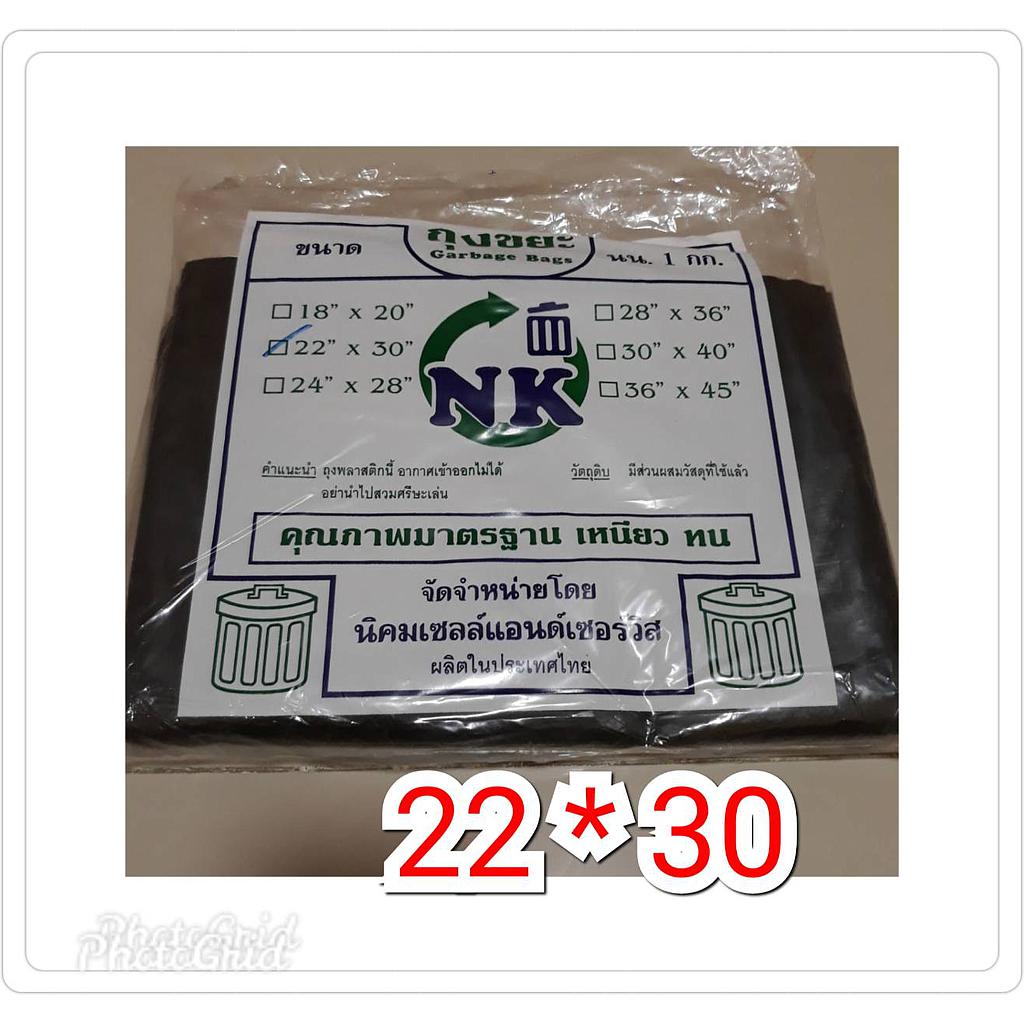 ถุงขยะ
Garbage Bags
ขนาด
นน. 1 กก.
18" x 20"
22" x 30"
24" x 28"
28" x 36"
30" x 40"
36" x 45"
NK
คำแนะนำ ถุงพลาสติกนี้ อากาศเข้าออกไม่ได้
อย่านำไปสวมศรีษะเล่น
วัตถุดิบ มีส่วนผสมวัสดุที่ใช้แล้ว
คุณภาพมาตรฐาน เหนียว ทน
จัดจำหน่ายโดย
นิคมเซลล์แอนด์เซอร์วิส
ผลิตในประเทศไทย
22*30
PhotoGrid
PhotoGrid